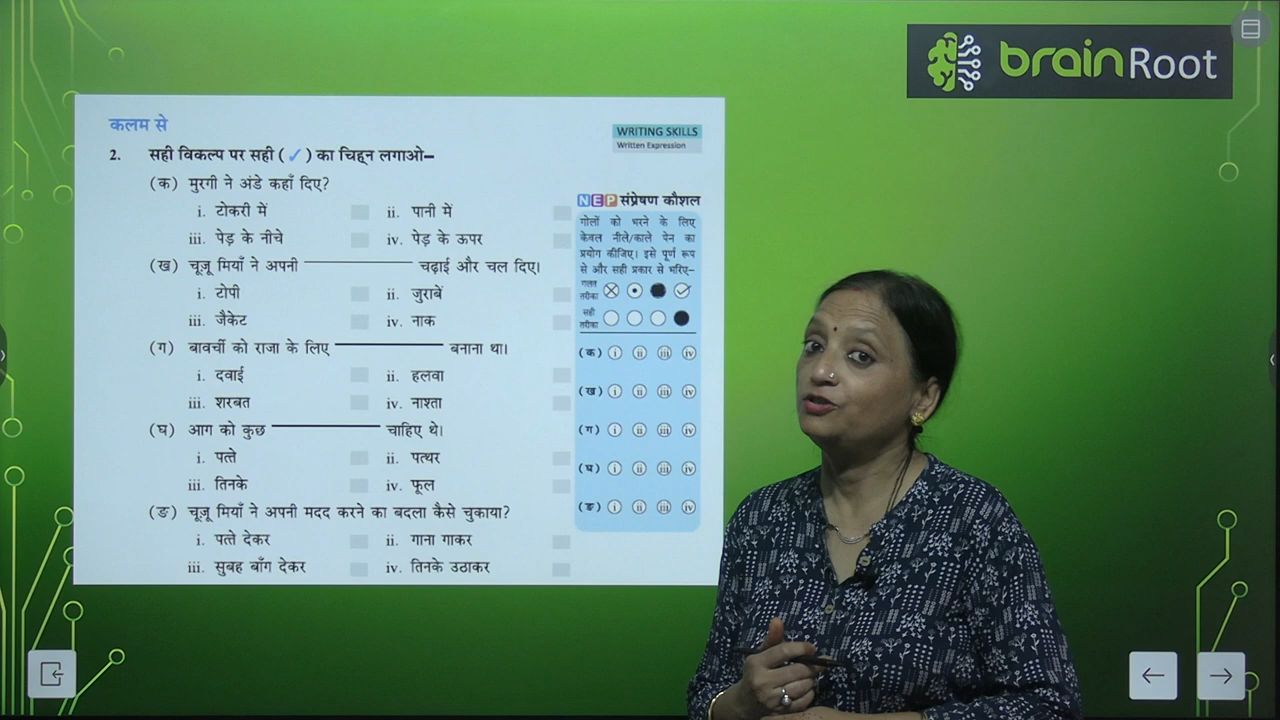 brainRoot
कलम से
WRITING SKILLS
Written Expression
2. सही विकल्प पर सही (✓) का चिह्न लगाओ–
(क) मुरगी ने अंडे कहाँ दिए?
i. टोकरी में ii. पानी में
iii. पेड़ के नीचे iv. पेड़ के ऊपर
(ख) चूज़ू मियाँ ने अपनी ________ चढ़ाई और चल दिए।
i. टोपी ii. जुराबें
iii. जैकेट iv. नाक
(ग) बावर्ची को राजा के लिए ________ बनाना था।
i. दवाई ii. हलवा
iii. शरबत iv. नाश्ता
(घ) आग को कुछ ________ चाहिए थे।
i. पत्ते ii. पत्थर
iii. तिनके iv. फूल
(ङ) चूज़ू मियाँ ने अपनी मदद करने का बदला कैसे चुकाया?
i. पत्ते देकर ii. गाना गाकर
iii. सुबह बाँग देकर iv. तिनके उठाकर
NEP संप्रेषण कौशल
गोलों को भरने के लिए
केवल नीले/काले पेन का
प्रयोग कीजिए। इसे पूर्ण रूप
से और सही प्रकार से भरिए–
गलत
तरीका
सही
तरीका
(क) i ii iii iv
(ख) i ii iii iv
(ग) i ii iii iv
(घ) i ii iii iv
(ङ) i ii iii iv